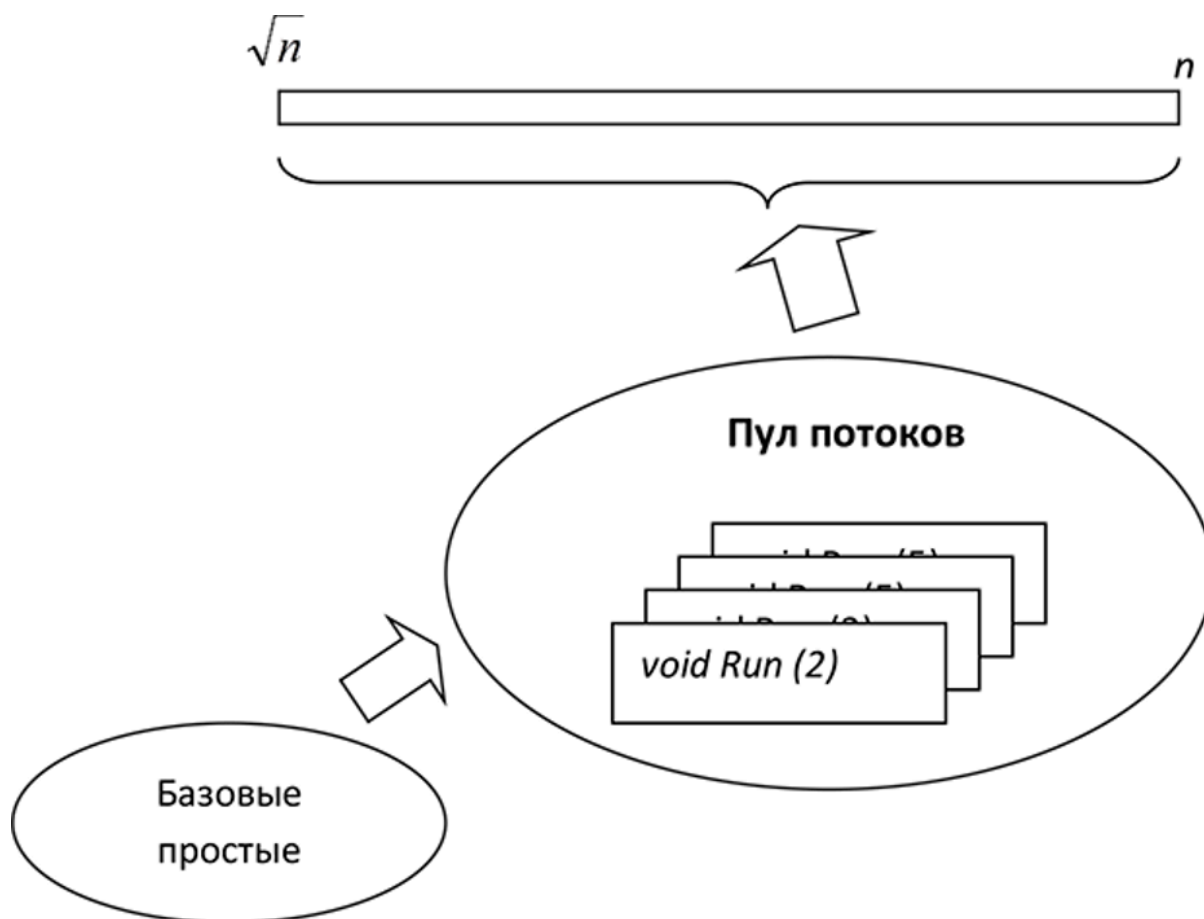 √n
n
Пул потоков
void Run (2)
Базовые
простые